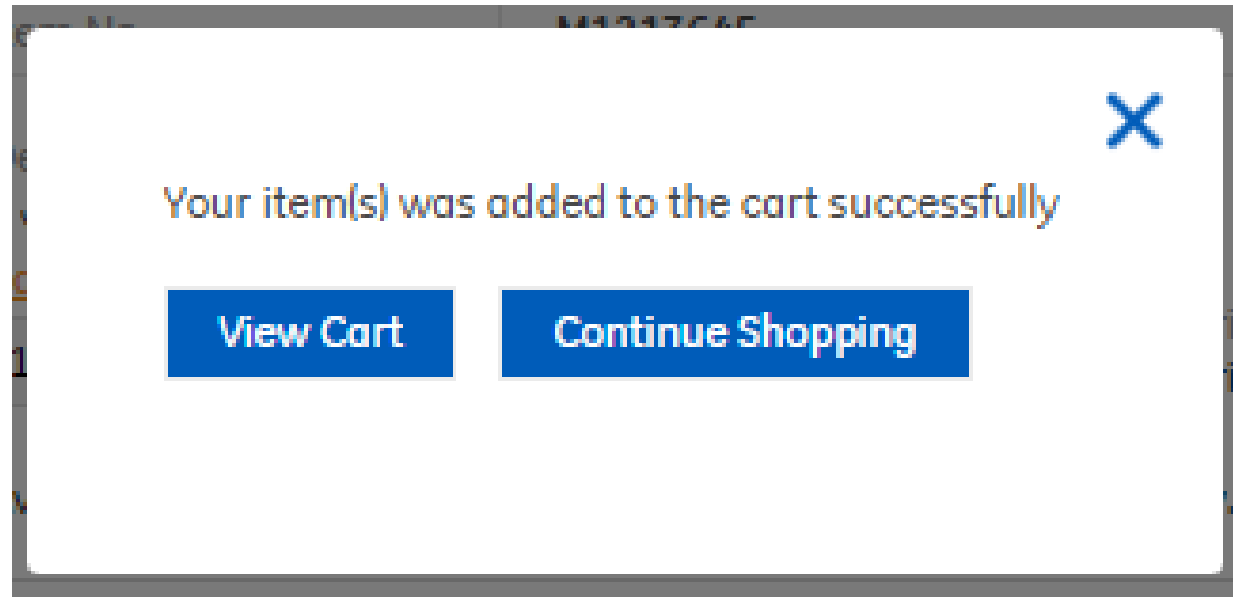 Your item(s) was added to the cart successfully
View Cart
Continue Shopping